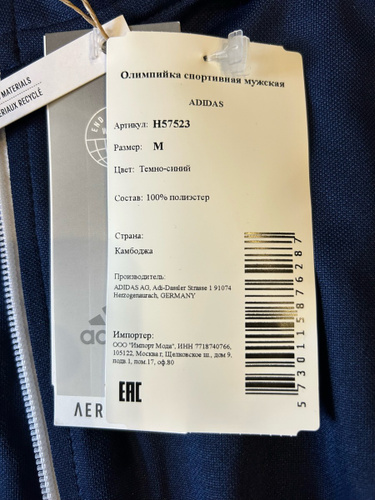 MATERIALS
RIAUX RECYCLÉ
END
Олимпийка спортивная мужская
ADIDAS
Артикул: H57523
Размер: M
Цвет: Темно-синий
Состав: 100% полиэстер
Страна:
Камбоджа
Производитель:
ADIDAS AG, Adi-Dassler Strasse 1 91074
Herzogenaurach, GERMANY
Импортер:
ООО "Импорт Мода", ИНН 7718740766,
105122, Москва г, Щелковское ш., дом 9,
подв 1, пом.17, оф.80
EAC
5730115876287
AER